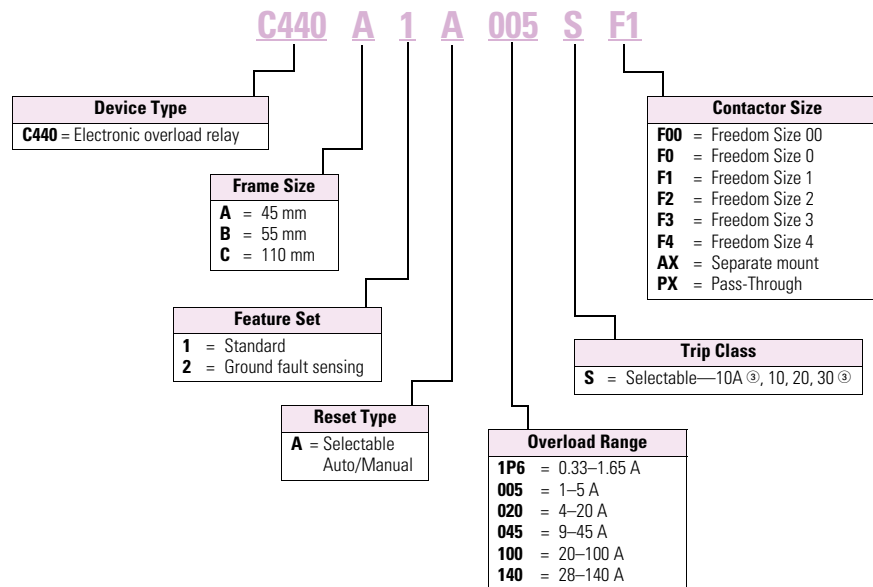 C440 A 1 A 005 S F1
Device Type
C440 = Electronic overload relay
Frame Size
A = 45 mm
B = 55 mm
C = 110 mm
Feature Set
1 = Standard
2 = Ground fault sensing
Reset Type
A = Selectable
Auto/Manual
Contactor Size
F00 = Freedom Size 00
F0 = Freedom Size 0
F1 = Freedom Size 1
F2 = Freedom Size 2
F3 = Freedom Size 3
F4 = Freedom Size 4
AX = Separate mount
PX = Pass-Through
Trip Class
S = Selectable—10A ③, 10, 20, 30 ③
Overload Range
1P6 = 0.33–1.65 A
005 = 1–5 A
020 = 4–20 A
045 = 9–45 A
100 = 20–100 A
140 = 28–140 A